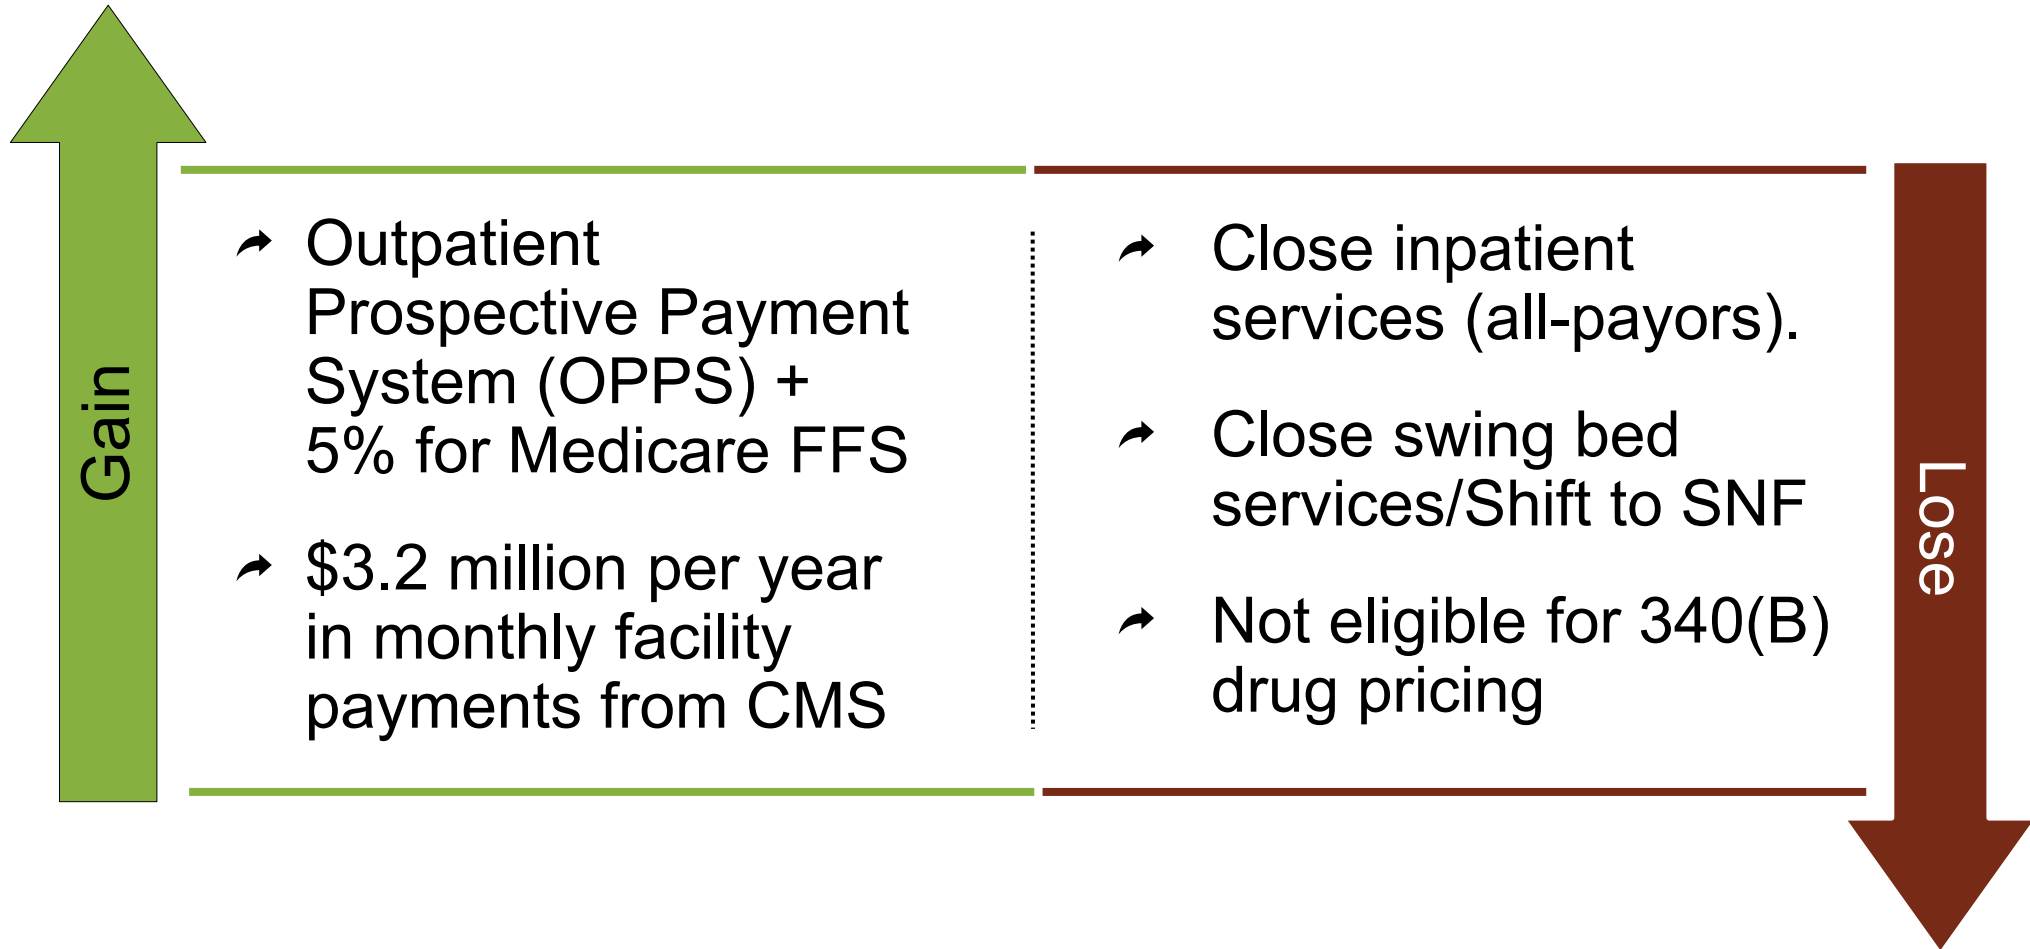 Gain
Outpatient
Prospective Payment
System (OPPS) +
5% for Medicare FFS
$3.2 million per year
in monthly facility
payments from CMS
Close inpatient
services (all-payors).
Close swing bed
services/Shift to SNF
Not eligible for 340(B)
drug pricing
Lose